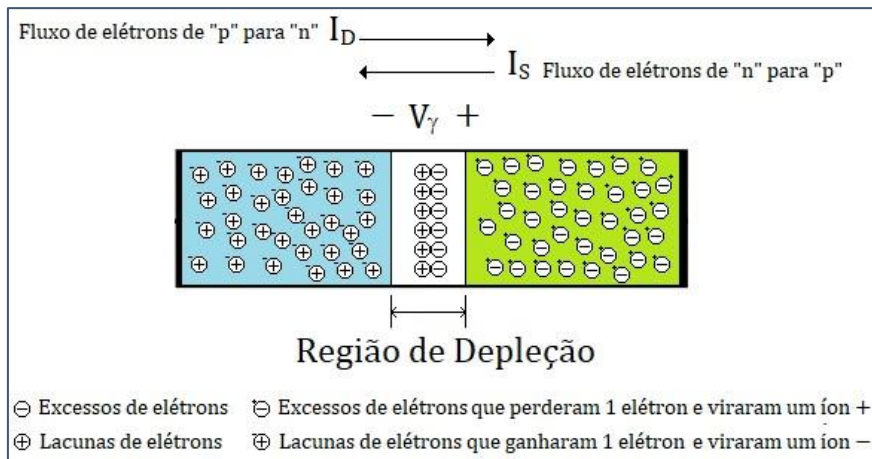 Fluxo de elétrons de "p" para "n" I_D
I_S Fluxo de elétrons de "n" para "p"
− Vγ +
Região de Depleção
⊖ Excessos de elétrons ⁺⊖ Excessos de elétrons que perderam 1 elétron e viraram um íon +
⊕ Lacunas de elétrons ⁻⊕ Lacunas de elétrons que ganharam 1 elétron e viraram um íon −